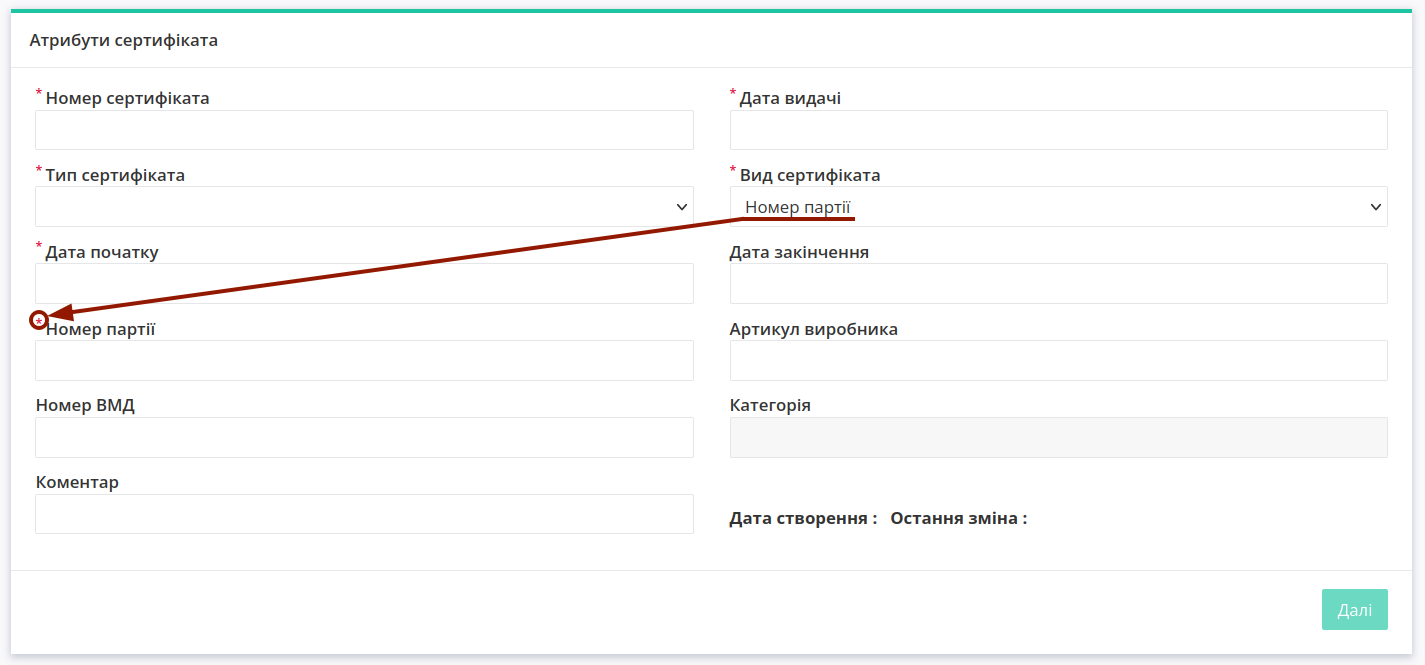 Атрибути сертифіката
* Номер сертифіката
* Дата видачі
* Тип сертифіката
* Вид сертифіката
Номер партії
* Дата початку
Дата закінчення
* Номер партії
Артикул виробника
Номер ВМД
Категорія
Коментар
Дата створення : Остання зміна :
Далі